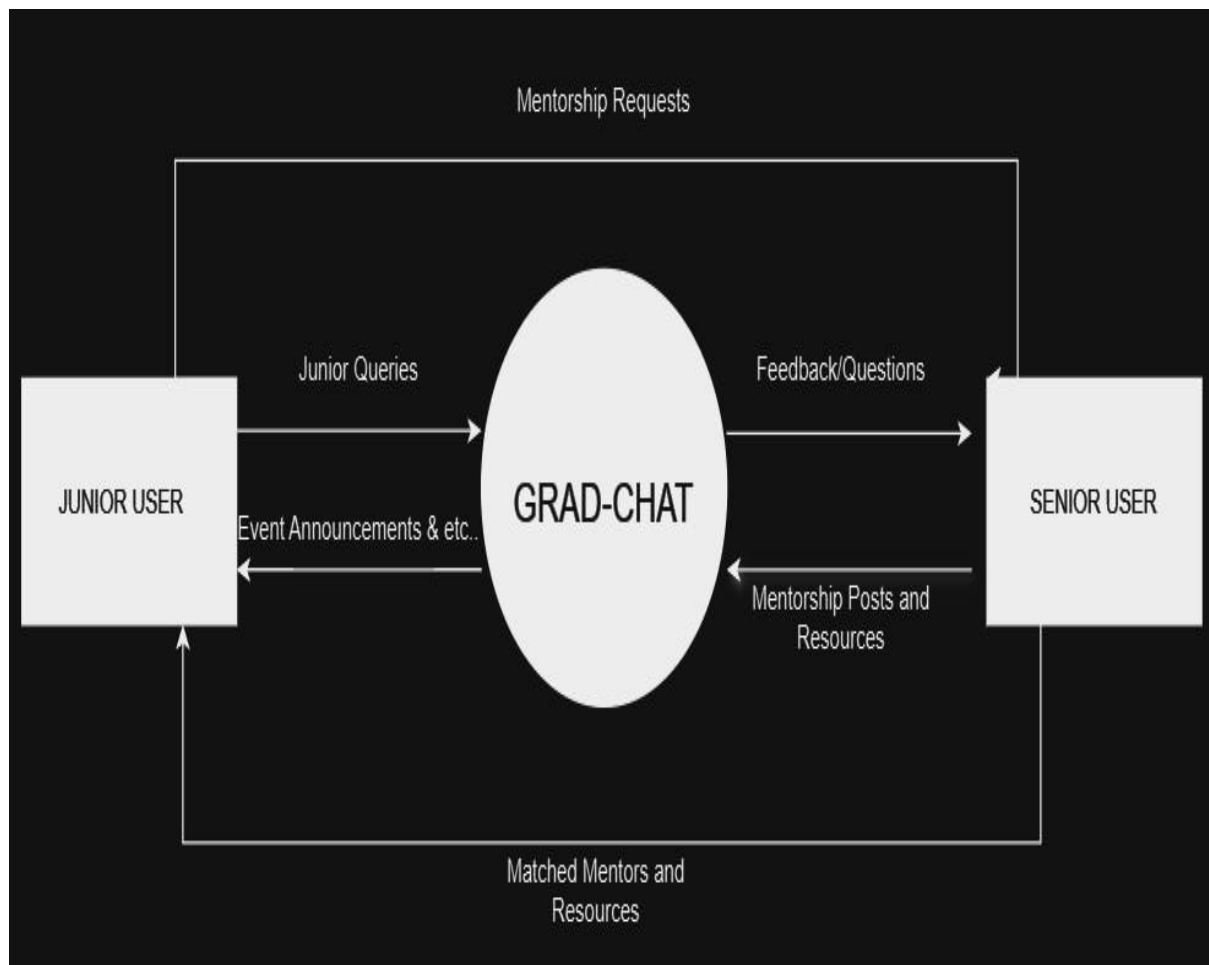 Mentorship Requests
Junior Queries
Feedback/Questions
JUNIOR USER
GRAD-CHAT
SENIOR USER
Event Announcements & etc..
Mentorship Posts and
Resources
Matched Mentors and
Resources